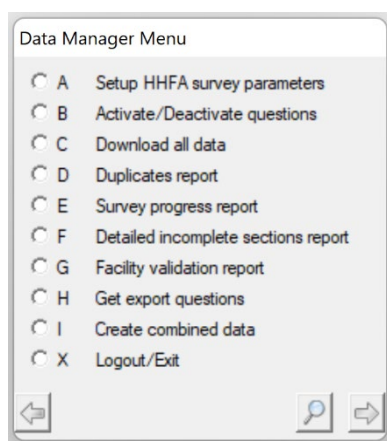 Data Manager Menu
A Setup HHFA survey parameters
B Activate/Deactivate questions
C Download all data
D Duplicates report
E Survey progress report
F Detailed incomplete sections report
G Facility validation report
H Get export questions
I Create combined data
X Logout/Exit